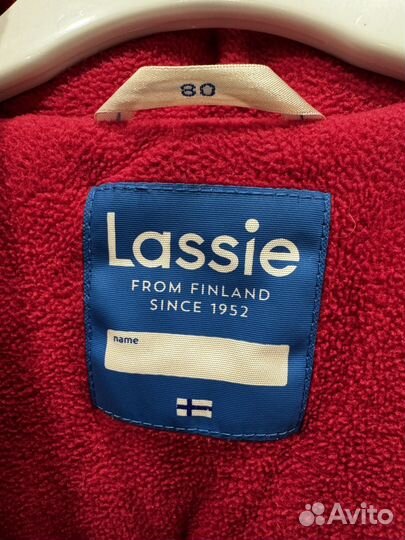 80
Lassie
FROM FINLAND
SINCE 1952
name
Avito